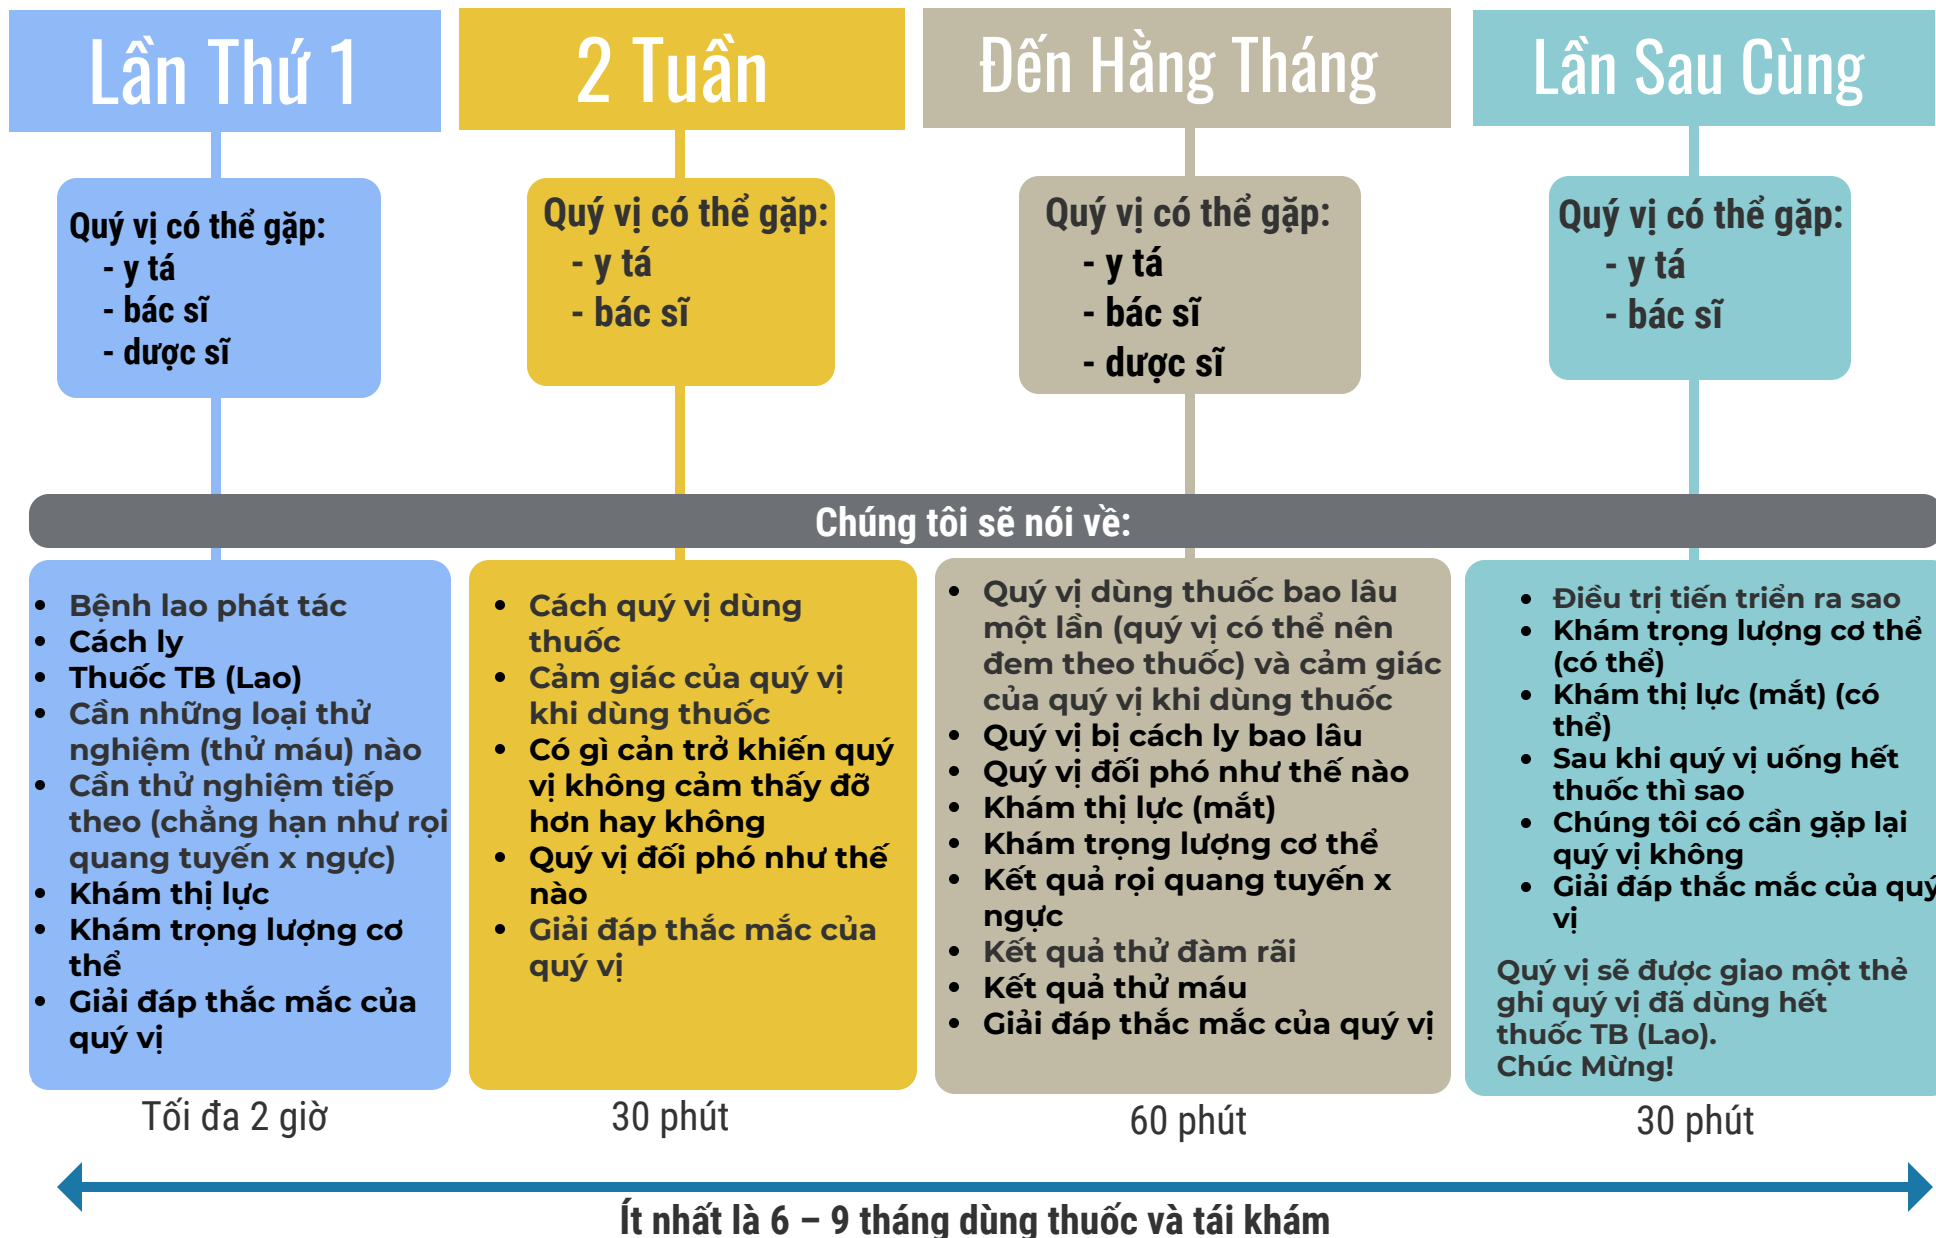 Lần Thứ 1
Quý vị có thể gặp:
- y tá
- bác sĩ
- dược sĩ
2 Tuần
Quý vị có thể gặp:
- y tá
- bác sĩ
Đến Hằng Tháng
Quý vị có thể gặp:
- y tá
- bác sĩ
- dược sĩ
Lần Sau Cùng
Quý vị có thể gặp:
- y tá
- bác sĩ
Chúng tôi sẽ nói về:
• Bệnh lao phát tác
• Cách ly
• Thuốc TB (Lao)
• Cần những loại thử
nghiệm (thử máu) nào
• Cần thử nghiệm tiếp
theo (chẳng hạn như rọi
quang tuyến x ngực)
• Khám thị lực
• Khám trọng lượng cơ
thể
• Giải đáp thắc mắc của
quý vị
Tối đa 2 giờ
• Cách quý vị dùng
thuốc
• Cảm giác của quý vị
khi dùng thuốc
• Có gì cản trở khiến quý
vị không cảm thấy đỡ
hơn hay không
• Quý vị đối phó như thế
nào
• Giải đáp thắc mắc của
quý vị
30 phút
• Quý vị dùng thuốc bao lâu
một lần (quý vị có thể nên
đem theo thuốc) và cảm giác
của quý vị khi dùng thuốc
• Quý vị bị cách ly bao lâu
• Quý vị đối phó như thế nào
• Khám thị lực (mắt)
• Khám trọng lượng cơ thể
• Kết quả rọi quang tuyến x
ngực
• Kết quả thử đàm rãi
• Kết quả thử máu
• Giải đáp thắc mắc của quý vị
60 phút
• Điều trị tiến triển ra sao
• Khám trọng lượng cơ thể
(có thể)
• Khám thị lực (mắt) (có
thể)
• Sau khi quý vị uống hết
thuốc thì sao
• Chúng tôi có cần gặp lại
quý vị không
• Giải đáp thắc mắc của quý
vị
Quý vị sẽ được giao một thẻ
ghi quý vị đã dùng hết
thuốc TB (Lao).
Chúc Mừng!
30 phút
Ít nhất là 6 – 9 tháng dùng thuốc và tái khám